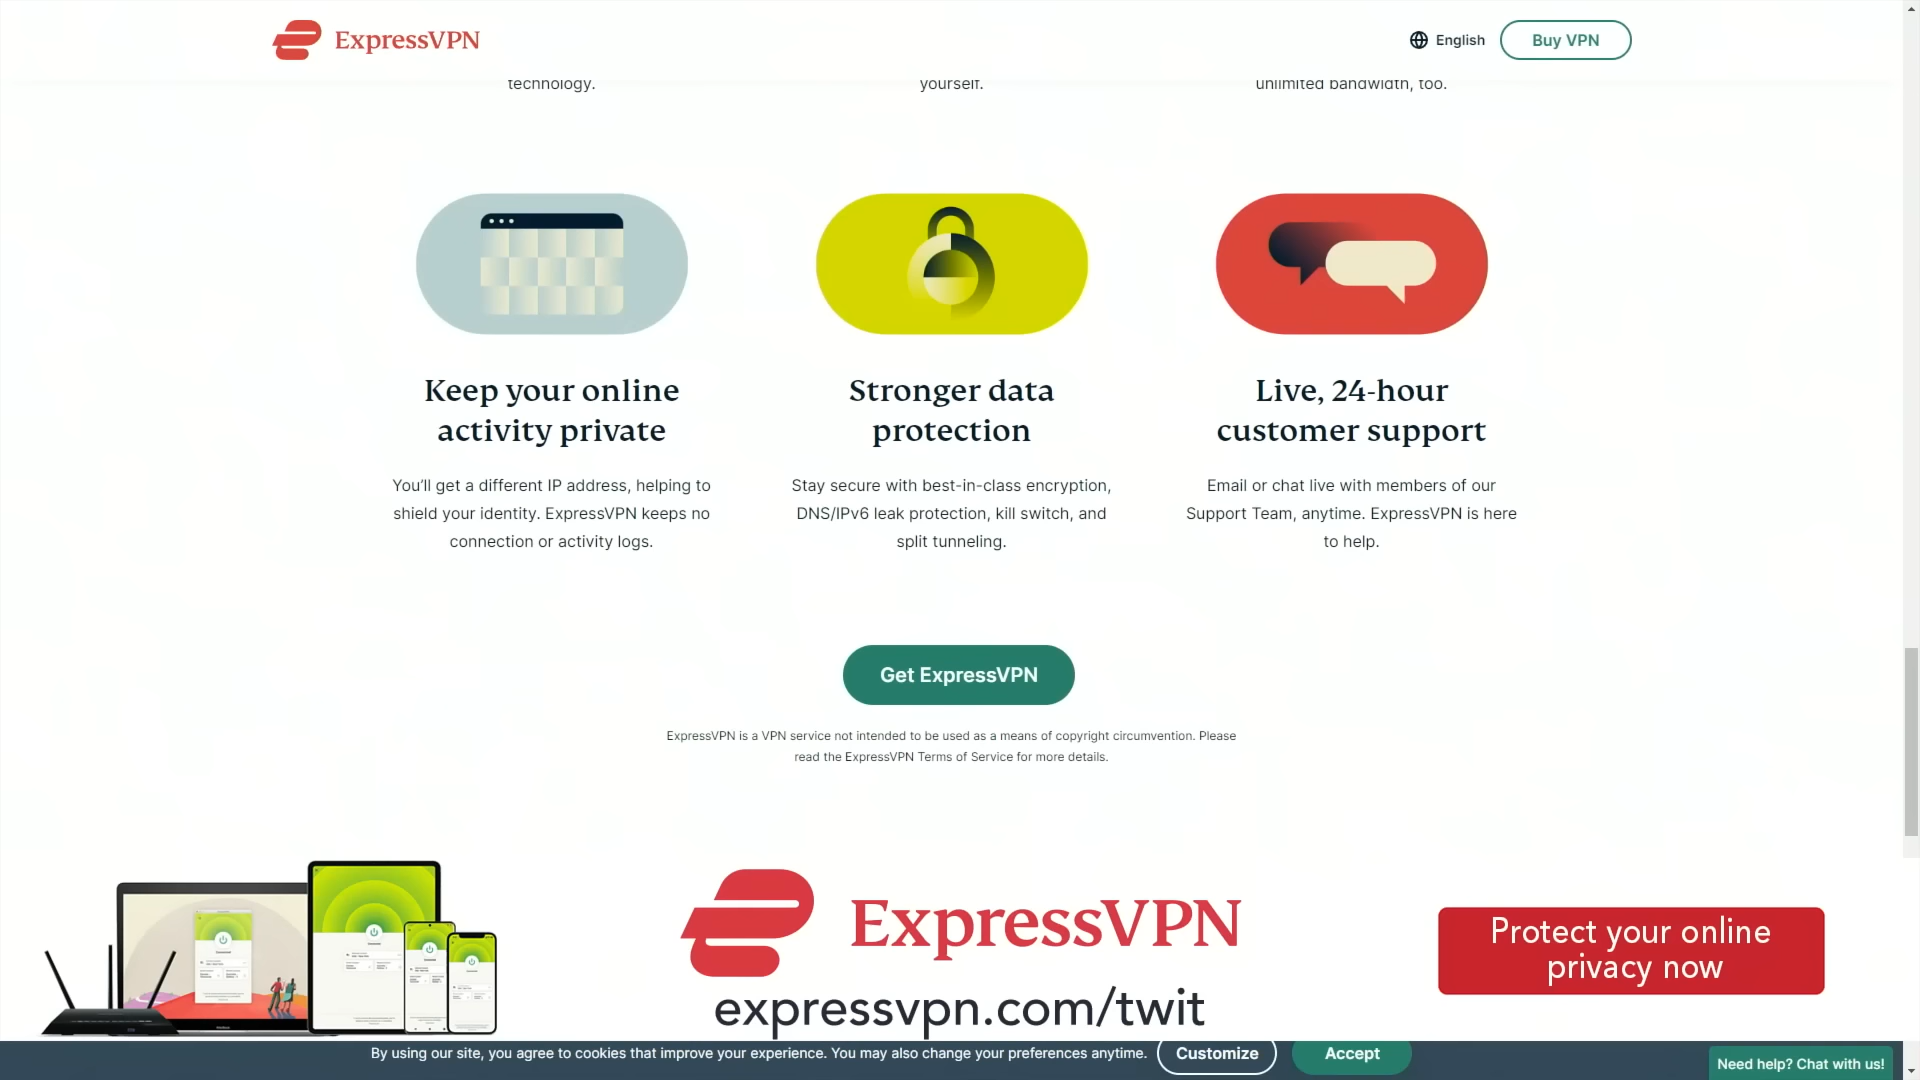 ExpressVPN
English
Buy VPN
technology.
yourself.
unlimited bandwidth, too.
Keep your online
activity private
You'll get a different IP address, helping to
shield your identity. ExpressVPN keeps no
connection or activity logs.
Stronger data
protection
Stay secure with best-in-class encryption,
DNS/IPv6 leak protection, kill switch, and
split tunneling.
Live, 24-hour
customer support
Email or chat live with members of our
Support Team, anytime. ExpressVPN is here
to help.
Get ExpressVPN
ExpressVPN is a VPN service not intended to be used as a means of copyright circumvention. Please
read the ExpressVPN Terms of Service for more details.
ExpressVPN
expressvpn.com/twit
Protect your online
privacy now
By using our site, you agree to cookies that improve your experience. You may also change your preferences anytime.
Customize
Accept
Need help? Chat with us!